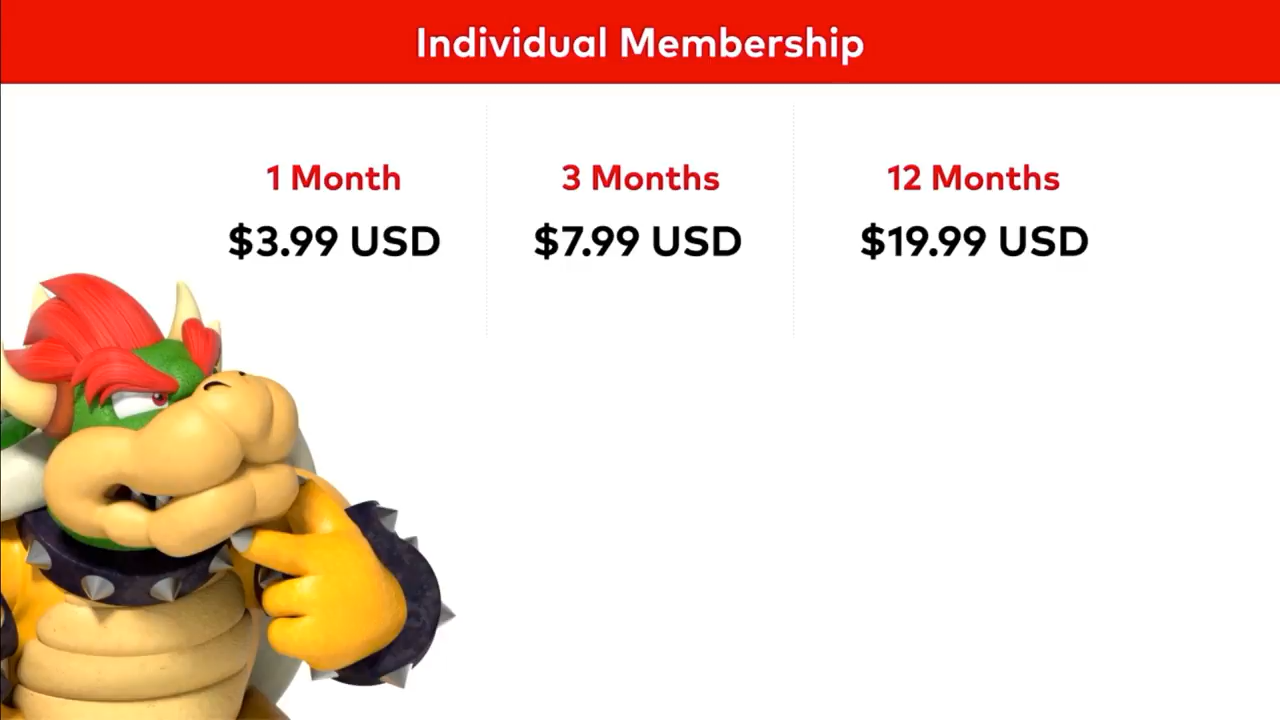 Individual Membership
1 Month
$3.99 USD
3 Months
$7.99 USD
12 Months
$19.99 USD